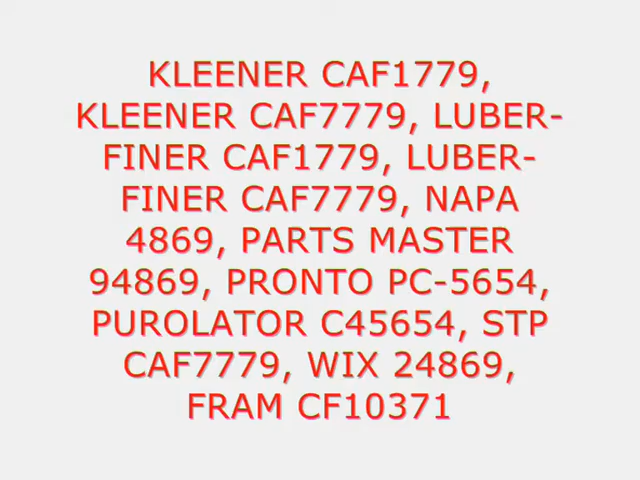 KLEENER CAF1779,
KLEENER CAF7779, LUBER-
FINER CAF1779, LUBER-
FINER CAF7779, NAPA
4869, PARTS MASTER
94869, PRONTO PC-5654,
PUROLATOR C45654, STP
CAF7779, WIX 24869,
FRAM CF10371